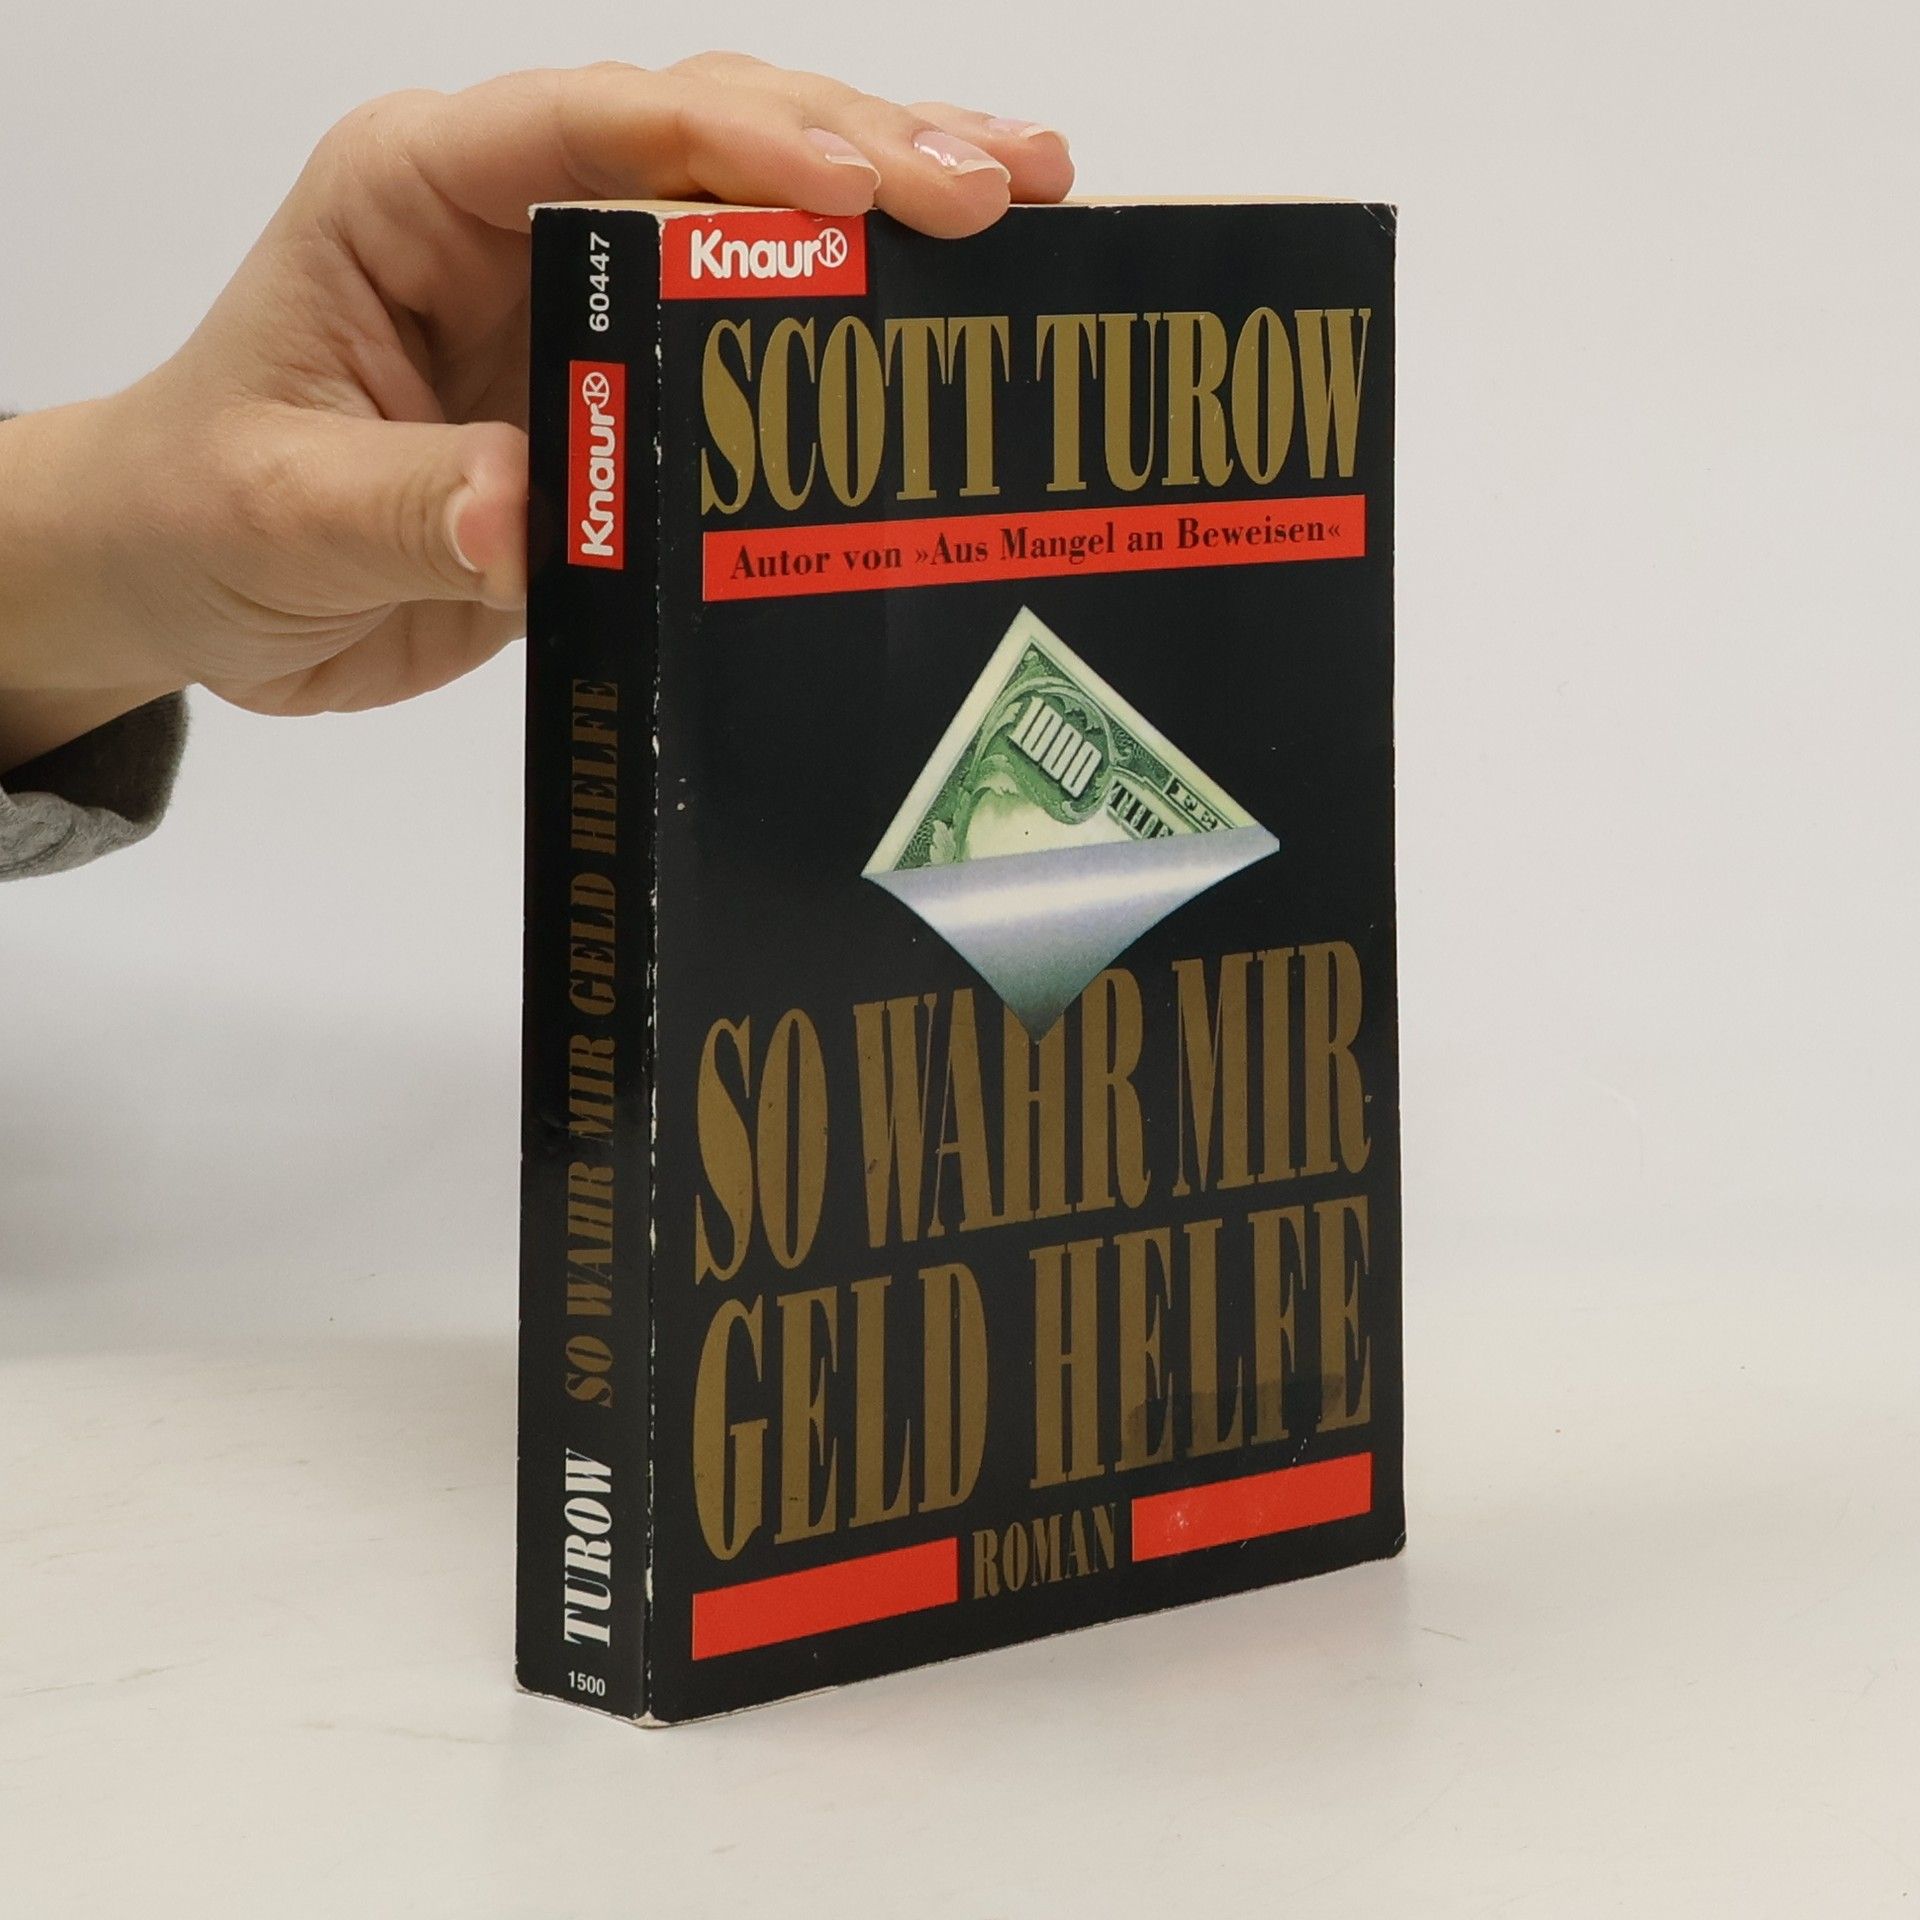 Knaur
SCOTT TUROW
Autor von »Aus Mangel an Beweisen«
1000
SO WAHR MIR
GELD HELFE
ROMAN
60447
Knaur
SO WAHR MIR GELD HELFE
TUROW
1500